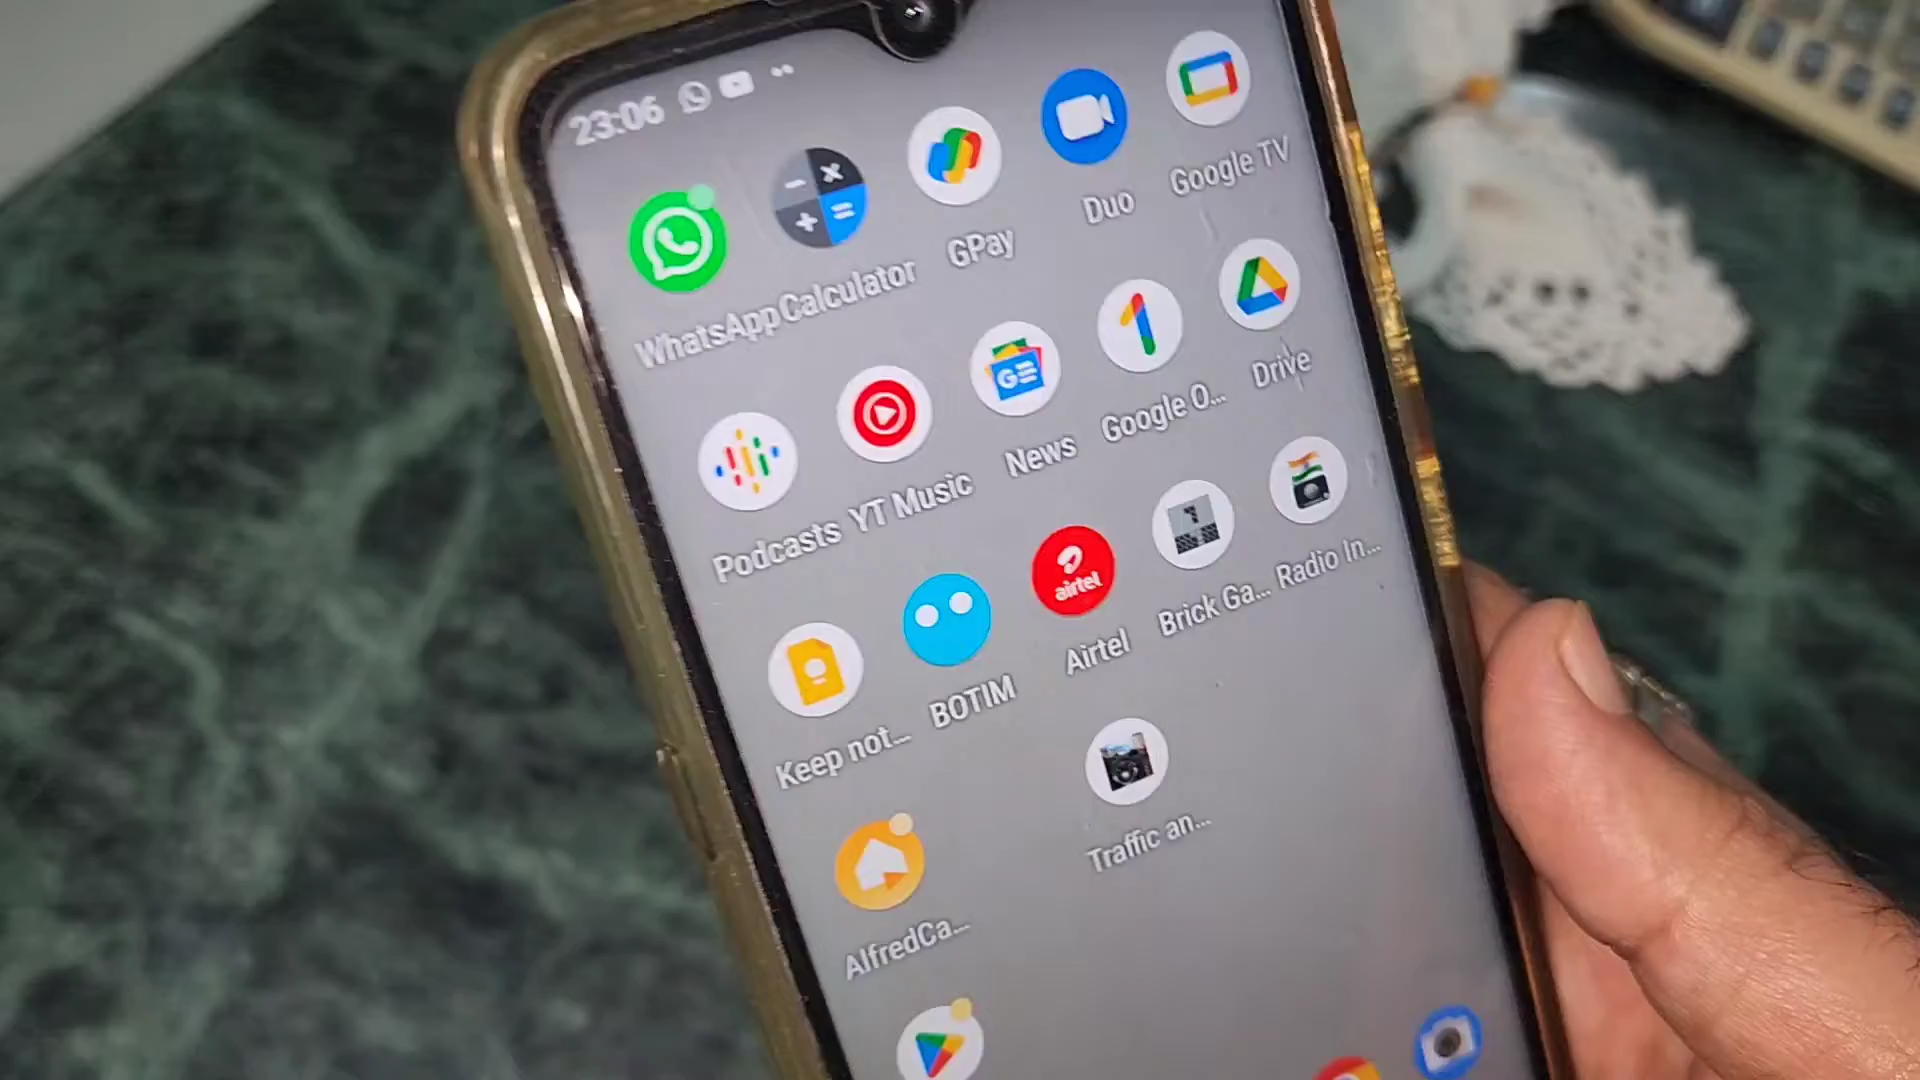 23:06
WhatsApp Calculator GPay Duo Google TV
Podcasts YT Music News Google O... Drive
airtel
Keep not... BOTIM Airtel Brick Ga... Radio In...
AlfredCa... Traffic an...